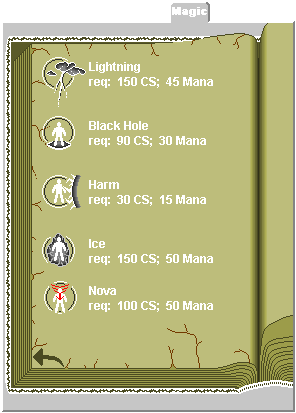 Magic
Lightning
req: 150 CS; 45 Mana
Black Hole
req: 90 CS; 30 Mana
Harm
req: 30 CS; 15 Mana
Ice
req: 150 CS; 50 Mana
Nova
req: 100 CS; 50 Mana